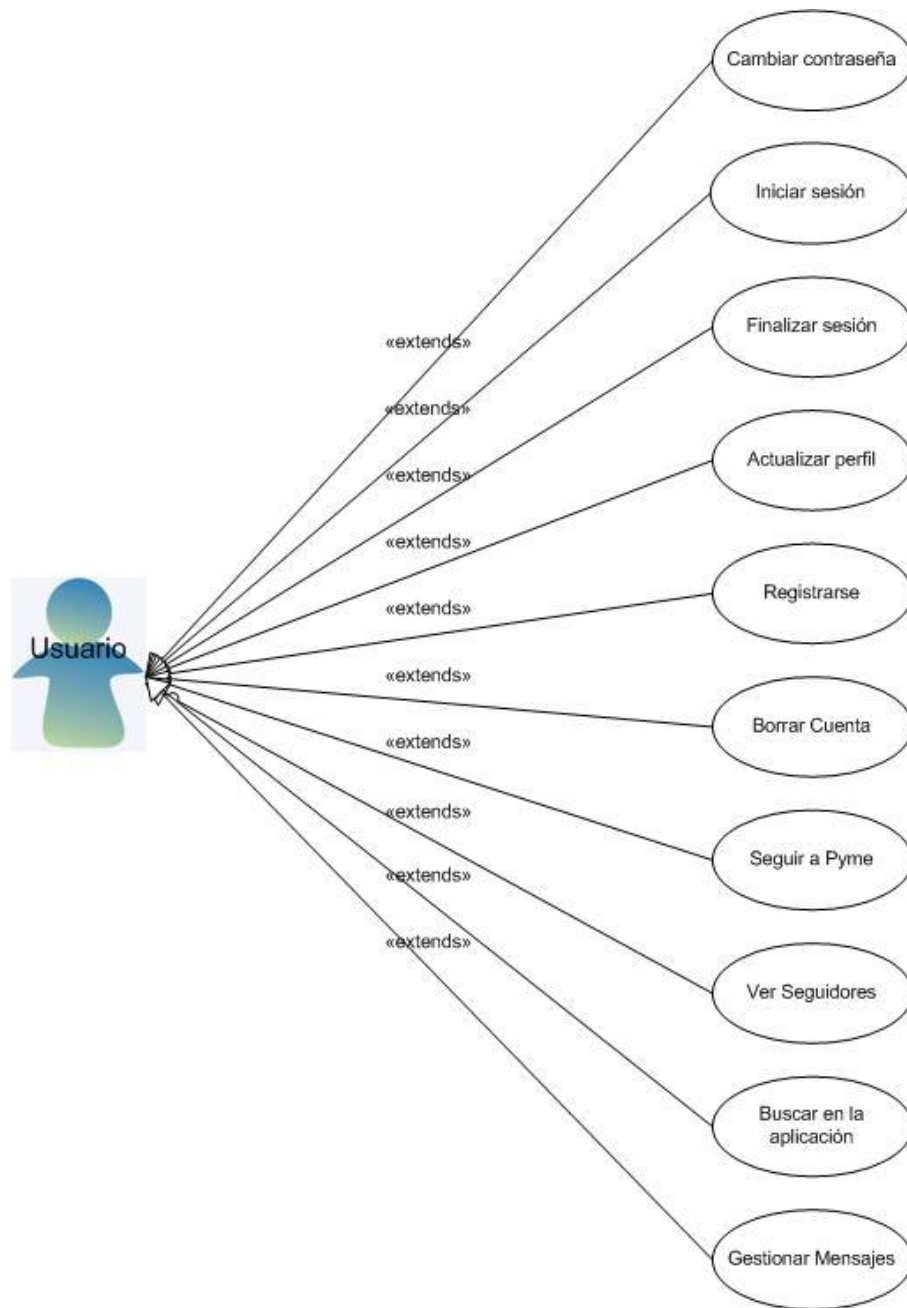 Cambiar contraseña
Iniciar sesión
Finalizar sesión
«extends»
«extends»
«extends»
Actualizar perfil
«extends»
Registrarse
«extends»
Usuario
«extends»
Borrar Cuenta
«extends»
«extends»
Seguir a Pyme
«extends»
«extends»
Ver Seguidores
Buscar en la
aplicación
Gestionar Mensajes